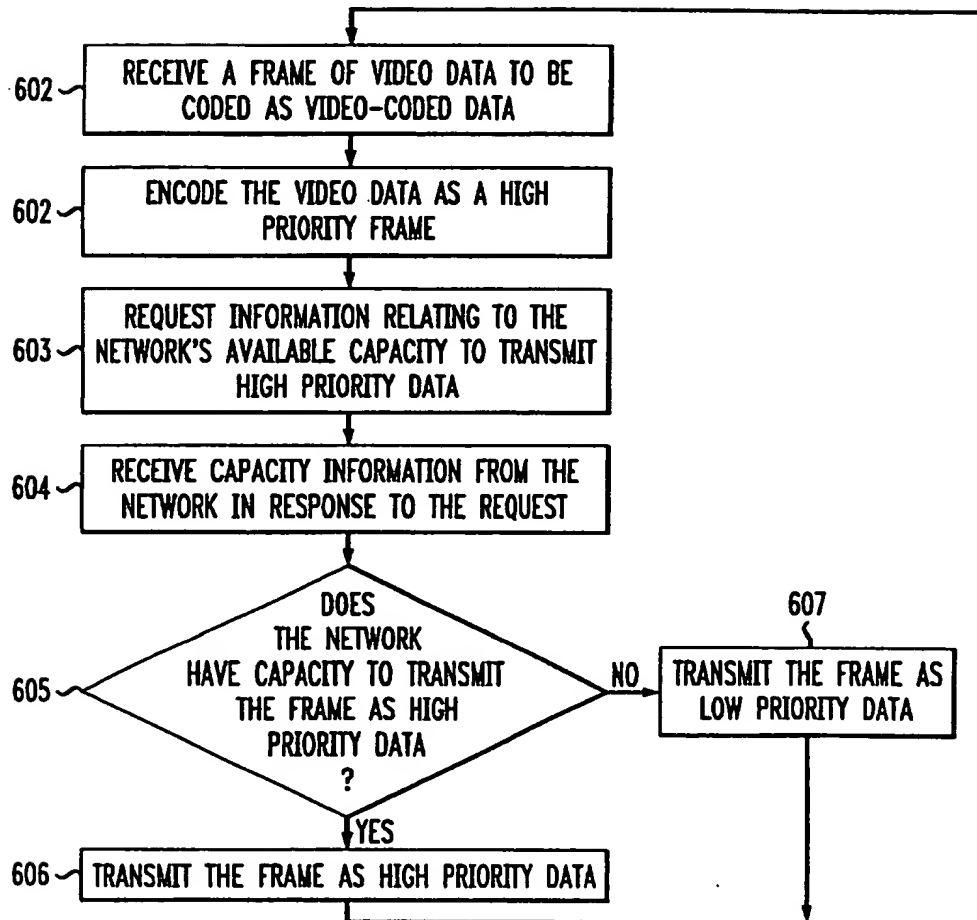 602
RECEIVE A FRAME OF VIDEO DATA TO BE
CODED AS VIDEO-CODED DATA
602
ENCODE THE VIDEO DATA AS A HIGH
PRIORITY FRAME
603
REQUEST INFORMATION RELATING TO THE
NETWORK'S AVAILABLE CAPACITY TO TRANSMIT
HIGH PRIORITY DATA
604
RECEIVE CAPACITY INFORMATION FROM THE
NETWORK IN RESPONSE TO THE REQUEST
605
DOES
THE NETWORK
HAVE CAPACITY TO TRANSMIT
THE FRAME AS HIGH
PRIORITY DATA
?
NO
607
TRANSMIT THE FRAME AS
LOW PRIORITY DATA
YES
606
TRANSMIT THE FRAME AS HIGH PRIORITY DATA